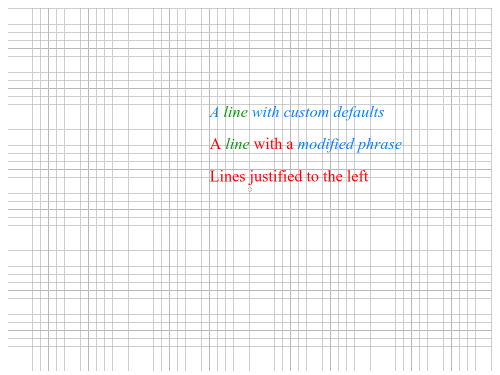 A line with custom defaults
A line with a modified phrase
Lines justified to the left